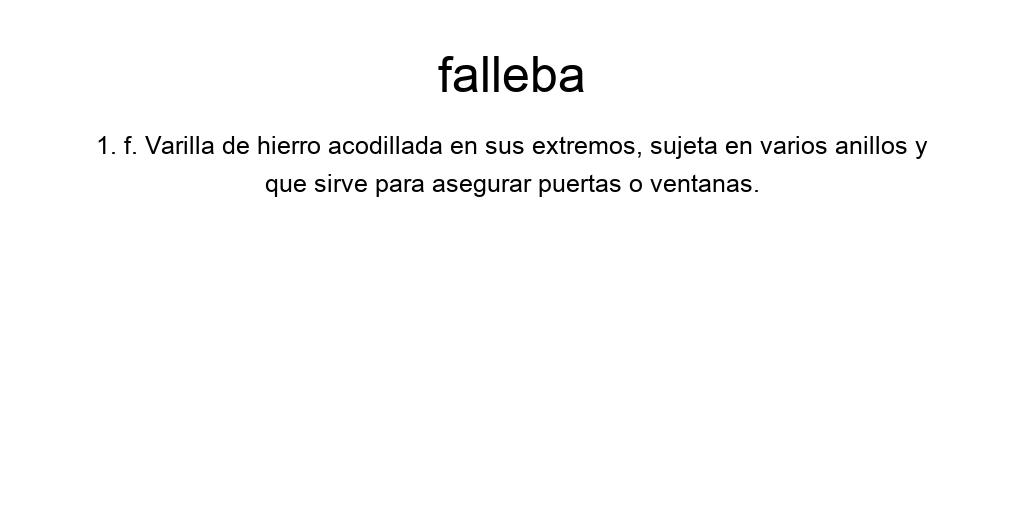 falleba
1. f. Varilla de hierro acodillada en sus extremos, sujeta en varios anillos y
que sirve para asegurar puertas o ventanas.